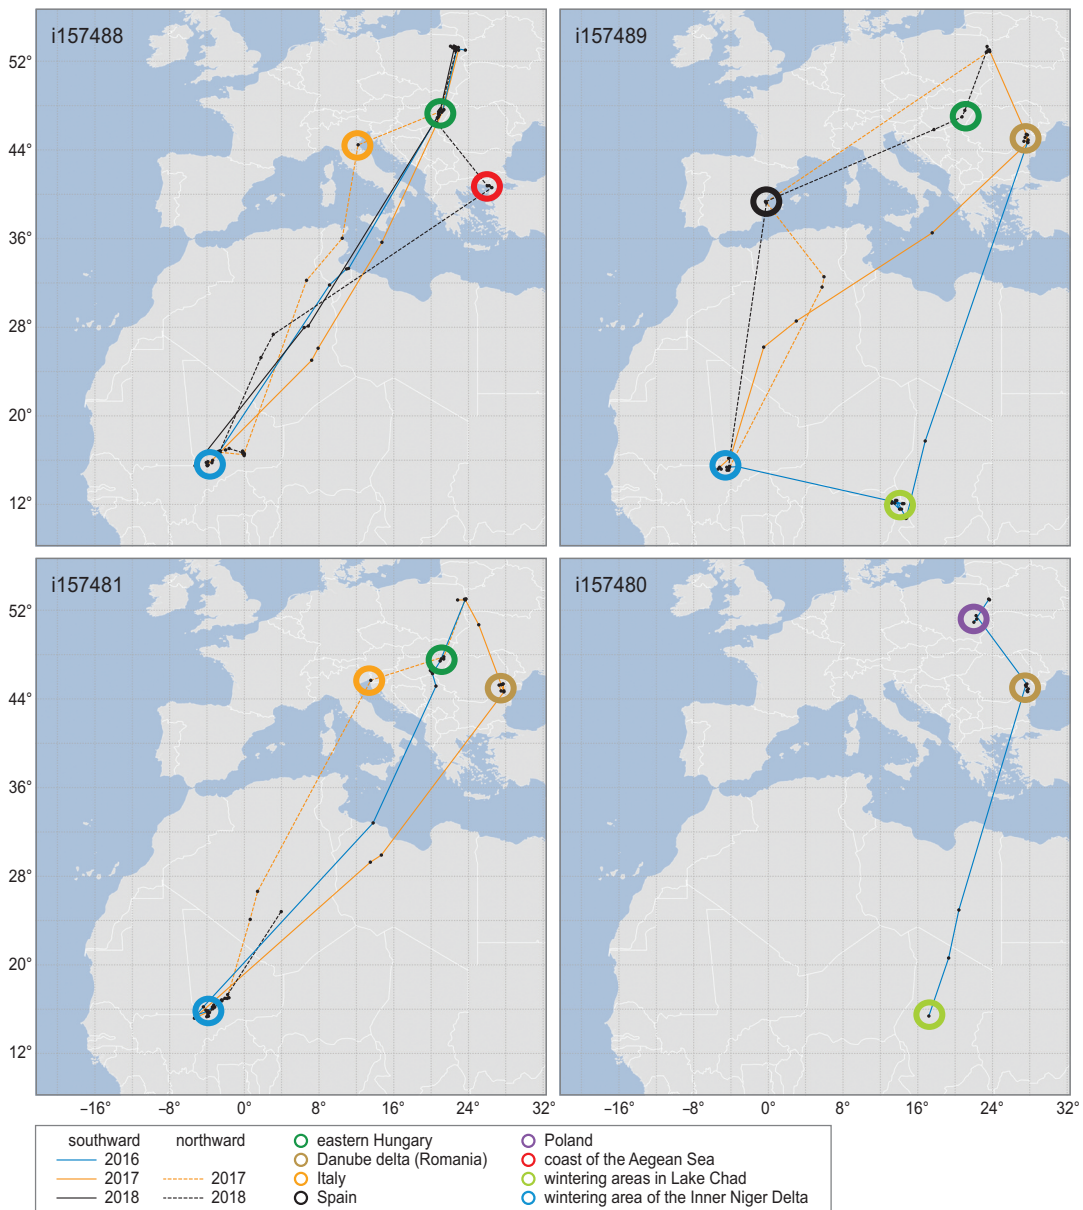 i157488
i157489
52°
44°
36°
28°
20°
12°
i157481
i157480
52°
44°
36°
28°
20°
12°
−16° −8° 0° 8° 16° 24° 32°
−16° −8° 0° 8° 16° 24° 32°
southward northward
2016
2017 2017
2018 2018
eastern Hungary
Danube delta (Romania)
Italy
Spain
Poland
coast of the Aegean Sea
wintering areas in Lake Chad
wintering area of the Inner Niger Delta